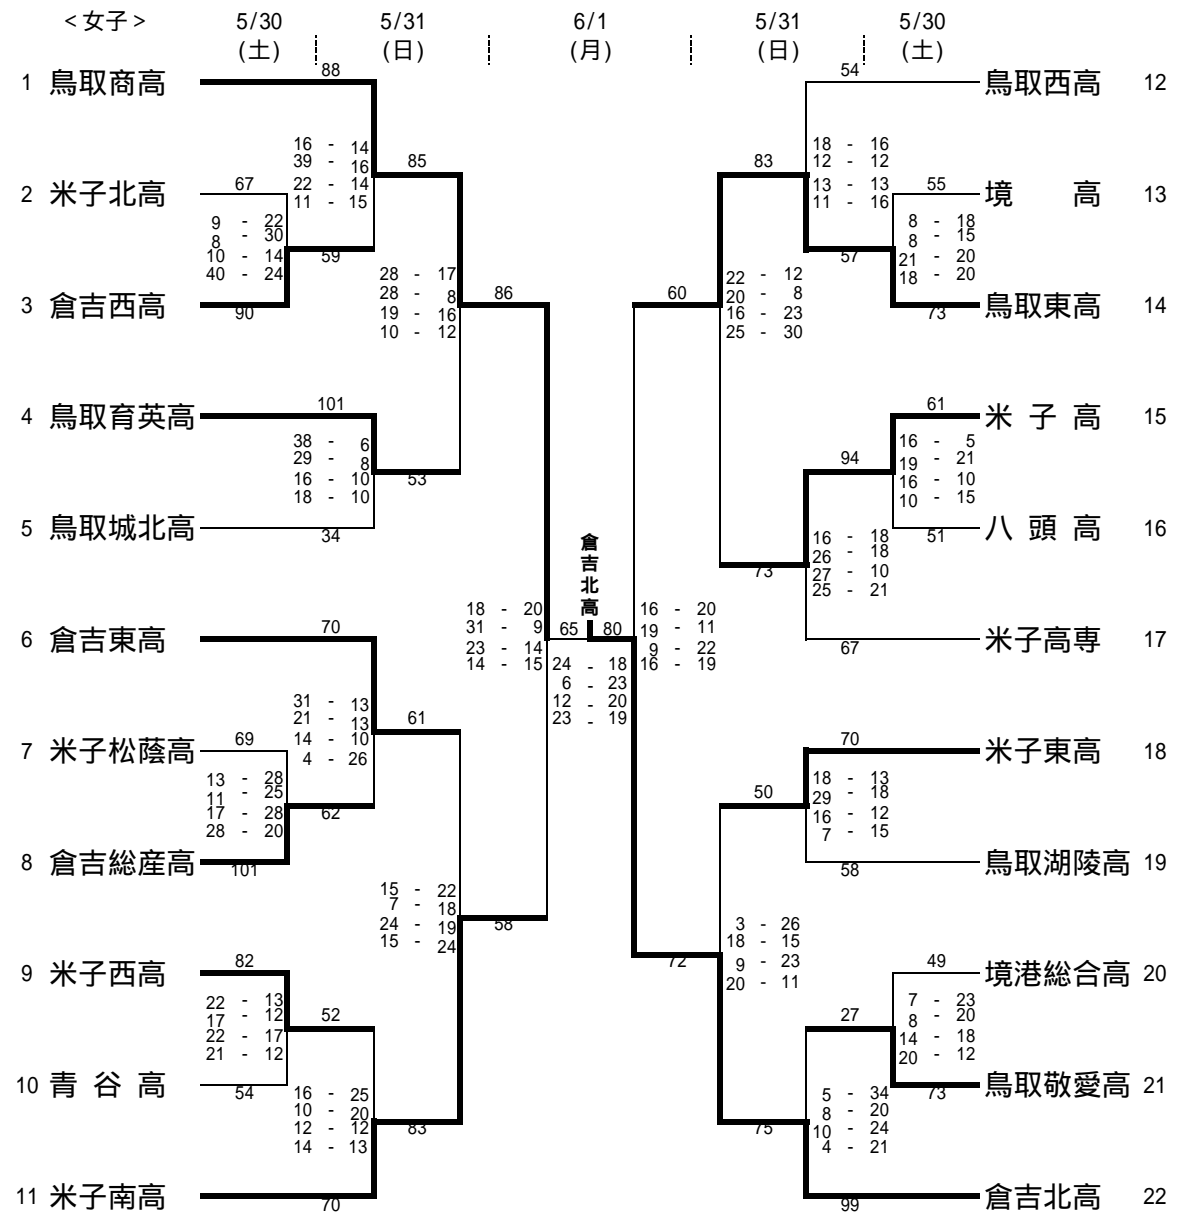 <女子>
5/30
(土)
5/31
(日)
6/1
(月)
5/31
(日)
5/30
(土)
1 鳥取商高
88
16 - 14
39 - 16
22 - 14
11 - 15
85
2 米子北高
67
9 - 22
8 - 30
10 - 14
40 - 24
59
3 倉吉西高
90
28 - 17
28 - 8
19 - 16
10 - 12
86
4 鳥取育英高
101
38 - 6
29 - 8
16 - 10
18 - 10
53
5 鳥取城北高
34
6 倉吉東高
70
18 - 20
31 - 9
23 - 14
14 - 15
31 - 13
21 - 13
14 - 10
4 - 26
61
7 米子松蔭高
69
13 - 28
11 - 25
17 - 28
28 - 20
62
8 倉吉総産高
101
15 - 22
7 - 18
24 - 19
15 - 24
58
9 米子西高
82
22 - 13
17 - 12
22 - 17
21 - 12
52
10 青谷高
54
16 - 25
10 - 20
12 - 12
14 - 13
83
11 米子南高
70
倉吉北高
65 80
24 - 18
6 - 23
12 - 20
23 - 19
54
鳥取西高 12
83
18 - 16
12 - 12
13 - 13
11 - 16
55
境 高 13
8 - 18
8 - 15
21 - 20
18 - 20
57
60
22 - 12
20 - 8
16 - 23
25 - 30
鳥取東高 14
73
61
米子高 15
94
16 - 5
19 - 21
16 - 10
10 - 15
51
八頭高 16
73
16 - 18
26 - 18
27 - 10
25 - 21
67
米子高専 17
16 - 20
19 - 11
9 - 22
16 - 19
70
米子東高 18
50
18 - 13
29 - 18
16 - 12
7 - 15
58
鳥取湖陵高 19
72
3 - 26
18 - 15
9 - 23
20 - 11
49
境港総合高 20
27
7 - 23
8 - 20
14 - 18
20 - 12
73
鳥取敬愛高 21
75
5 - 34
8 - 20
10 - 24
4 - 21
99
倉吉北高 22